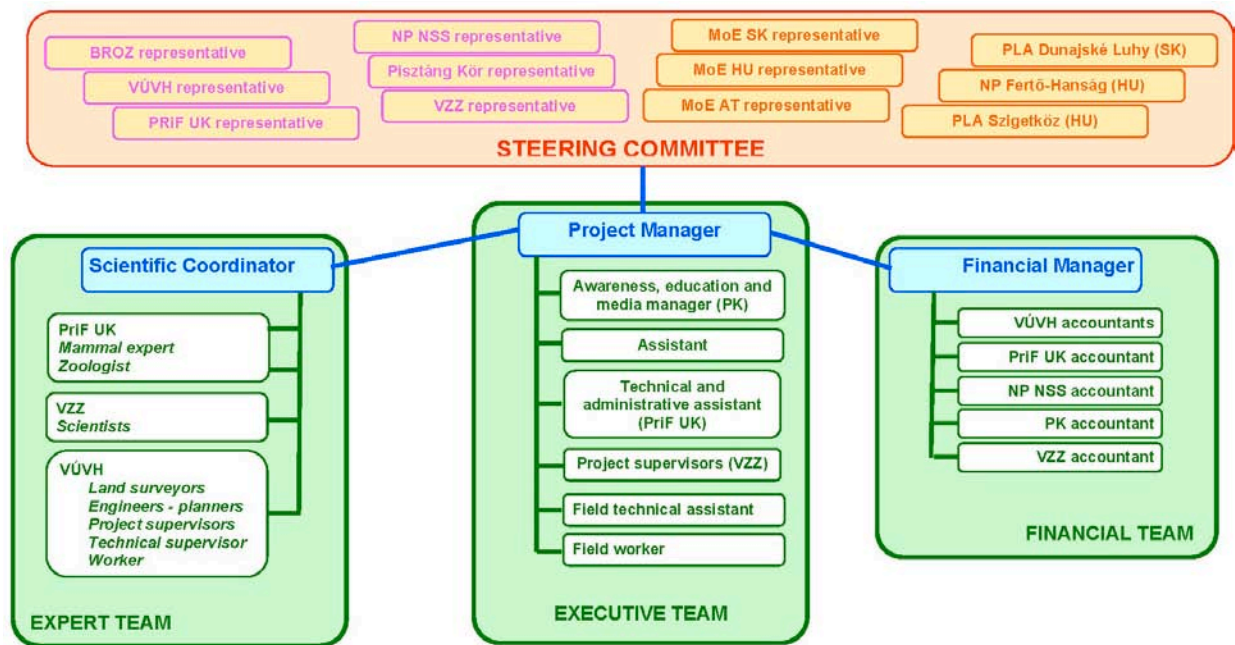 BROZ representative
VÚVH representative
PRiF UK representative
NP NSS representative
Pisztáng Kör representative
VZZ representative
MoE SK representative
MoE HU representative
MoE AT representative
PLA Dunajské Luhy (SK)
NP Fertő-Hanság (HU)
PLA Szigetköz (HU)
STEERING COMMITTEE
Scientific Coordinator
PriF UK
Mammal expert
Zoologist
VZZ
Scientists
VÚVH
Land surveyors
Engineers - planners
Project supervisors
Technical supervisor
Worker
EXPERT TEAM
Project Manager
Awareness, education and
media manager (PK)
Assistant
Technical and
administrative assistant
(PriF UK)
Project supervisors (VZZ)
Field technical assistant
Field worker
EXECUTIVE TEAM
Financial Manager
VÚVH accountants
PriF UK accountant
NP NSS accountant
PK accountant
VZZ accountant
FINANCIAL TEAM